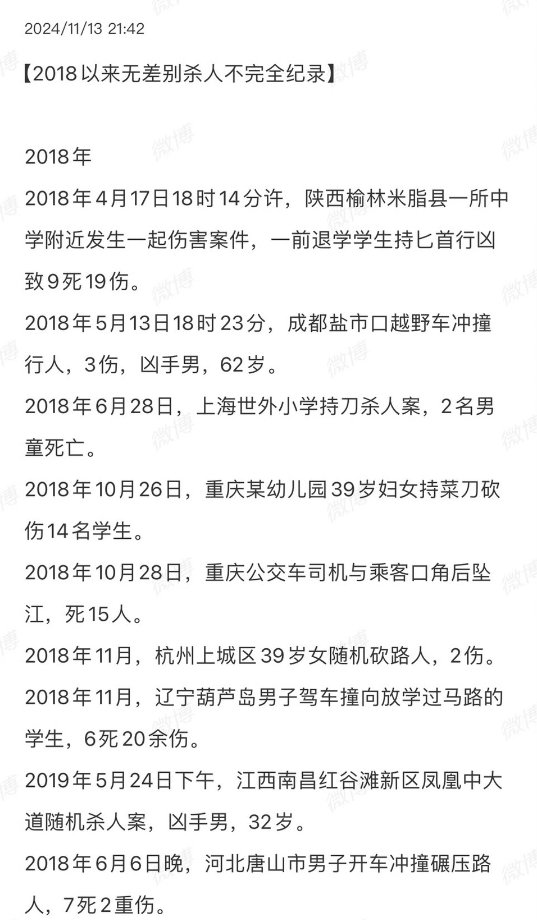 2024/11/13 21:42
【2018以来无差别杀人不完全纪录】
2018年
2018年4月17日18时14分许，陕西榆林米脂县一所中
学附近发生一起伤害案件，一前退学学生持匕首行凶
致9死19伤。
2018年5月13日18时23分，成都盐市口越野车冲撞
行人，3伤，凶手男，62岁。
2018年6月28日，上海世外小学持刀杀人案，2名男
童死亡。
2018年10月26日，重庆某幼儿园39岁妇女持菜刀砍
伤14名学生。
2018年10月28日，重庆公交车司机与乘客口角后坠
江，死15人。
2018年11月，杭州上城区39岁女随机砍路人，2伤。
2018年11月，辽宁葫芦岛男子驾车撞向放学过马路的
学生，6死20余伤。
2019年5月24日下午，江西南昌红谷滩新区凤凰中大
道随机杀人案，凶手男，32岁。
2018年6月6日晚，河北唐山市男子开车冲撞碾压路
人，7死2重伤。